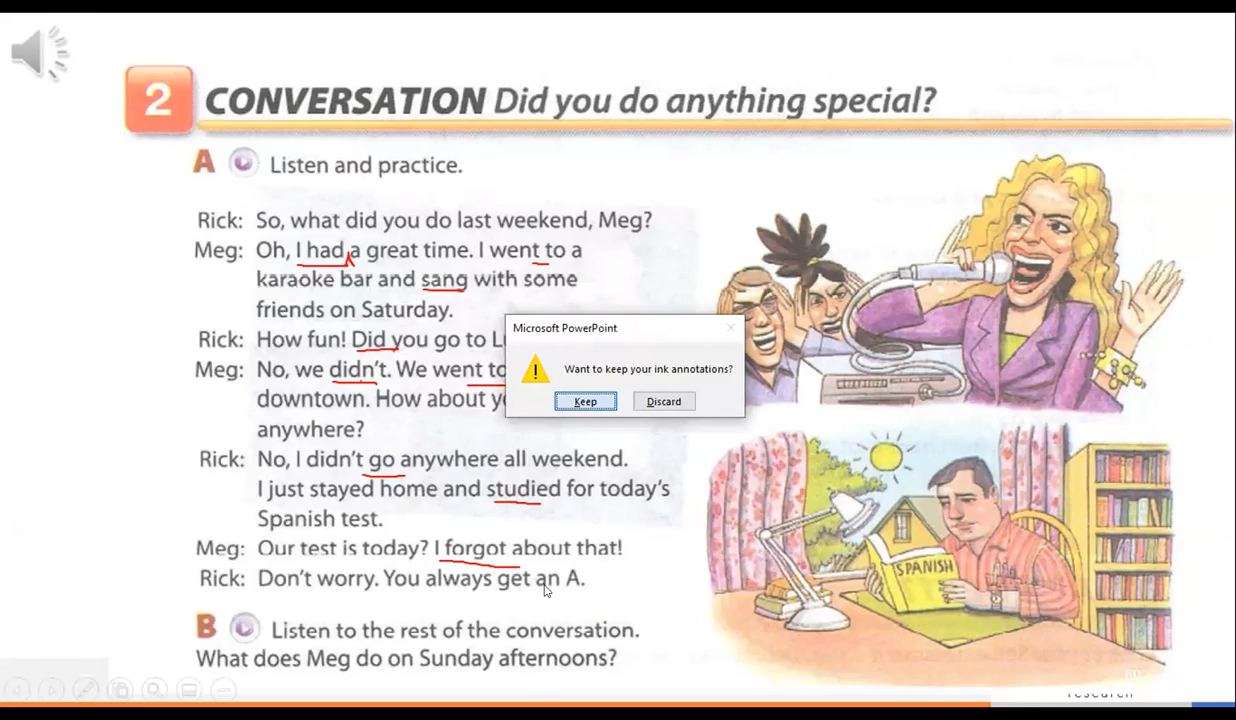 2 CONVERSATION Did you do anything special?
A Listen and practice.
Rick: So, what did you do last weekend, Meg?
Meg: Oh, I had a great time. I went to a
karaoke bar and sang with some
friends on Saturday.
Rick: How fun! Did you go to
Meg: No, we didn't. We went to
downtown. How about
anywhere?
Rick: No, I didn't go anywhere all weekend.
I just stayed home and studied for today's
Spanish test.
Meg: Our test is today? I forgot about that!
Rick: Don't worry. You always get an A.
B Listen to the rest of the conversation.
What does Meg do on Sunday afternoons?
Microsoft PowerPoint
Want to keep your ink annotations?
Keep
Discard
SPANISH
research